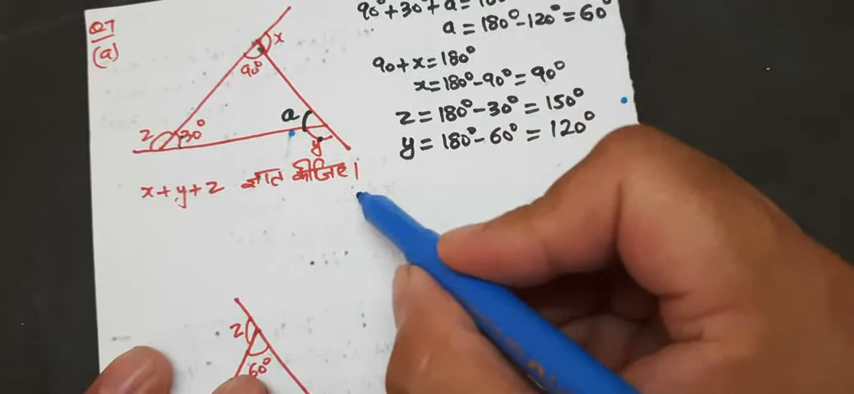 Q7
(a)
x
90°
z
30°
a
y
x+y+z ज्ञात कीजिए।
a = 180°-120° = 60°
90+x = 180°
x = 180°-90° = 90°
z = 180°-30° = 150°
y = 180°-60° = 120°
z
60°